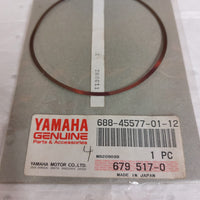 YAMAHA
GENUINE
Parts & Accessories
YAMAHA MOTOR CO., LTD.
688-45577-01-12
1 PC
679 517-0
MADE IN JAPAN
4